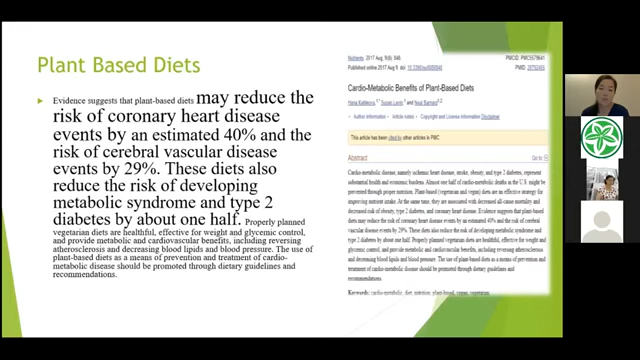 Plant Based Diets
Evidence suggests that plant-based diets may reduce the
risk of coronary heart disease
events by an estimated 40% and the
risk of cerebral vascular disease
events by 29%. These diets also
reduce the risk of developing
metabolic syndrome and type 2
diabetes by about one half. Properly planned
vegetarian diets are healthful, effective for weight and glycemic control,
and provide metabolic and cardiovascular benefits, including reversing
atherosclerosis and decreasing blood lipids and blood pressure. The use of
plant-based diets as a means of prevention and treatment of cardio-
metabolic disease should be promoted through dietary guidelines and
recommendations.
Nutrients. 2017 Aug; 9(8): 848.
PMCID: PMC5579641
Published online 2017 Aug 9. doi:
PMID:
Cardio-Metabolic Benefits of Plant-Based Diets
Hana Kahleova, Susan Levin, and Neal Barnard
Author information Article notes Copyright and License information Disclaimer
This article has been cited by other articles in PMC.
Abstract
Go to:
Cardio-metabolic disease, namely ischemic heart disease, stroke, obesity, and type 2 diabetes,
represent substantial health and economic burdens. Almost one half of cardiometabolic deaths in the U.S. might be
prevented through proper nutrition. Plant-based (vegetarian and vegan) diets are an effective strategy for
improving nutrient intake. At the same time, they are associated with decreased all-cause mortality and
decreased risk of obesity, type 2 diabetes, and coronary heart disease. Evidence suggests that plant-based
diets may reduce the risk of coronary heart disease events by an estimated 40% and the risk of cerebral
vascular disease events by 29%. These diets also reduce the risk of developing metabolic syndrome and
type 2 diabetes by about one half. Properly planned vegetarian diets are healthful, effective for weight and glycemic
control, and provide metabolic and cardiovascular benefits, including reversing atherosclerosis
and decreasing blood lipids and blood pressure. The use of plant-based diets as a means of prevention and
treatment of cardio-metabolic disease should be promoted through dietary guidelines and
recommendations.
Keywords: cardio-metabolic, diet, nutrition, plant-based, vegan, vegetarian